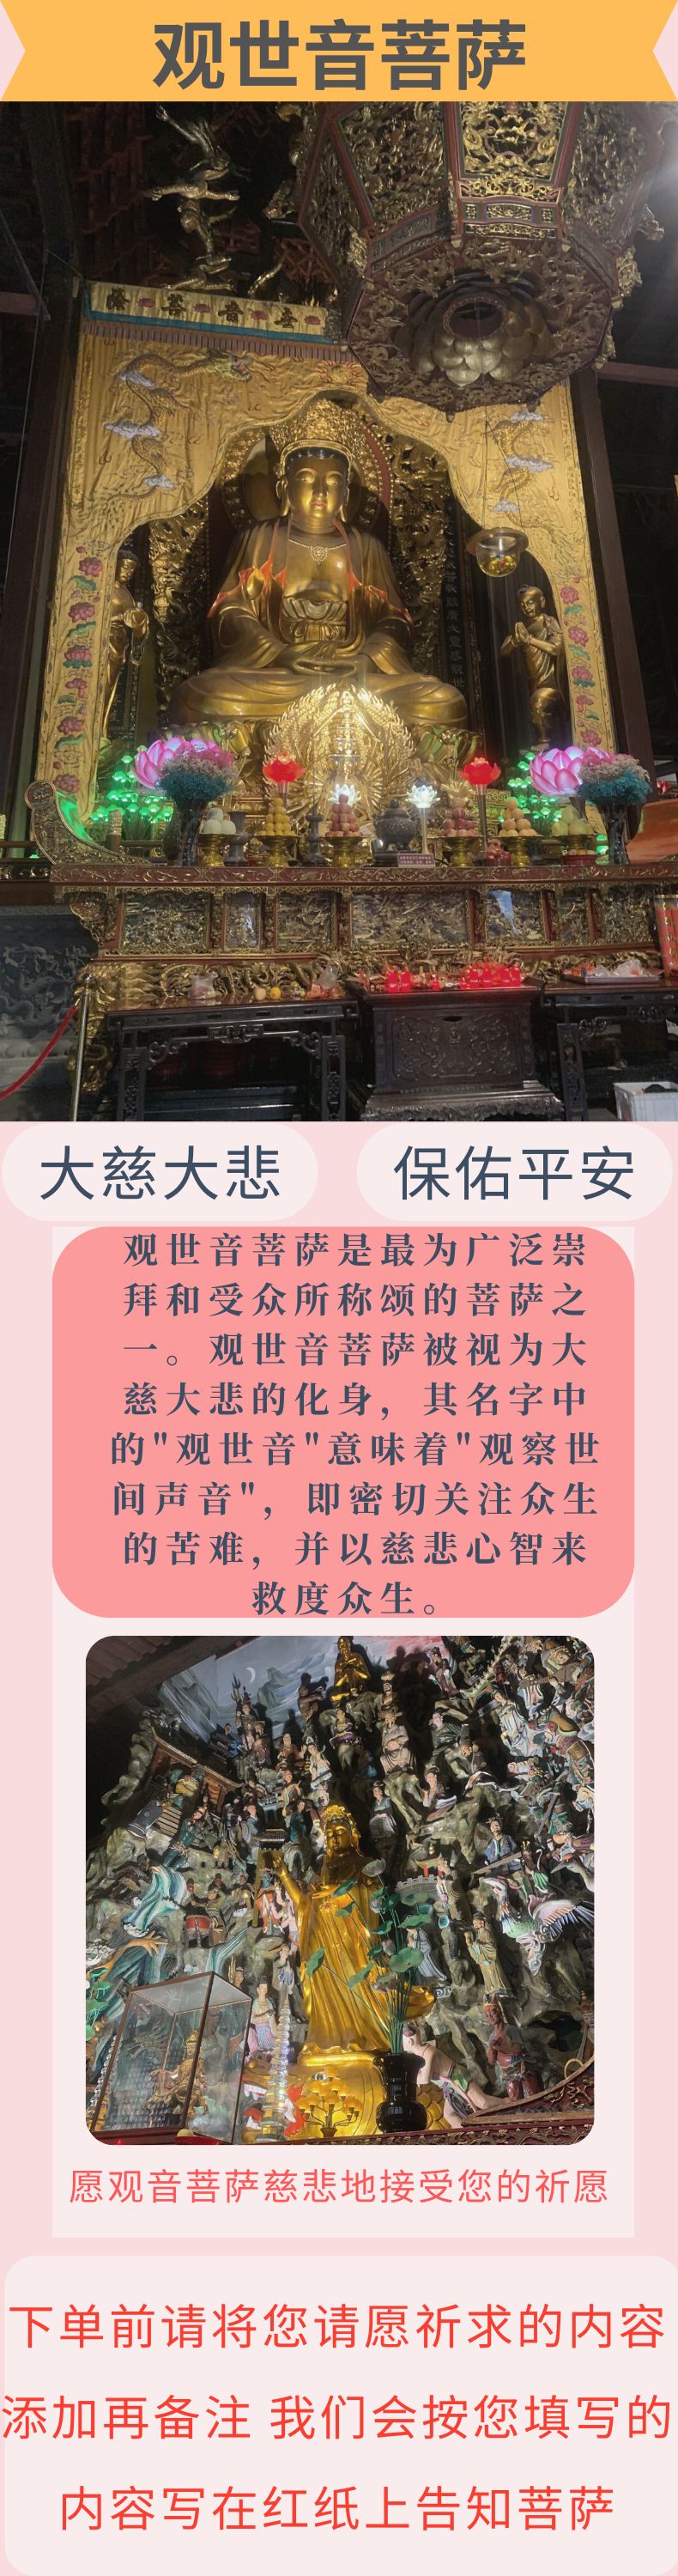 观世音菩萨
大慈大悲 保佑平安
观世音菩萨是最为广泛崇
拜和受众所称颂的菩萨之
一。观世音菩萨被视为大
慈大悲的化身，其名字中
的"观世音"意味着"观察世
间声音"，即密切关注众生
的苦难，并以慈悲心智来
救度众生。
愿观音菩萨慈悲地接受您的祈愿
下单前请将您请愿祈求的内容
添加再备注 我们会按您填写的
内容写在红纸上告知菩萨